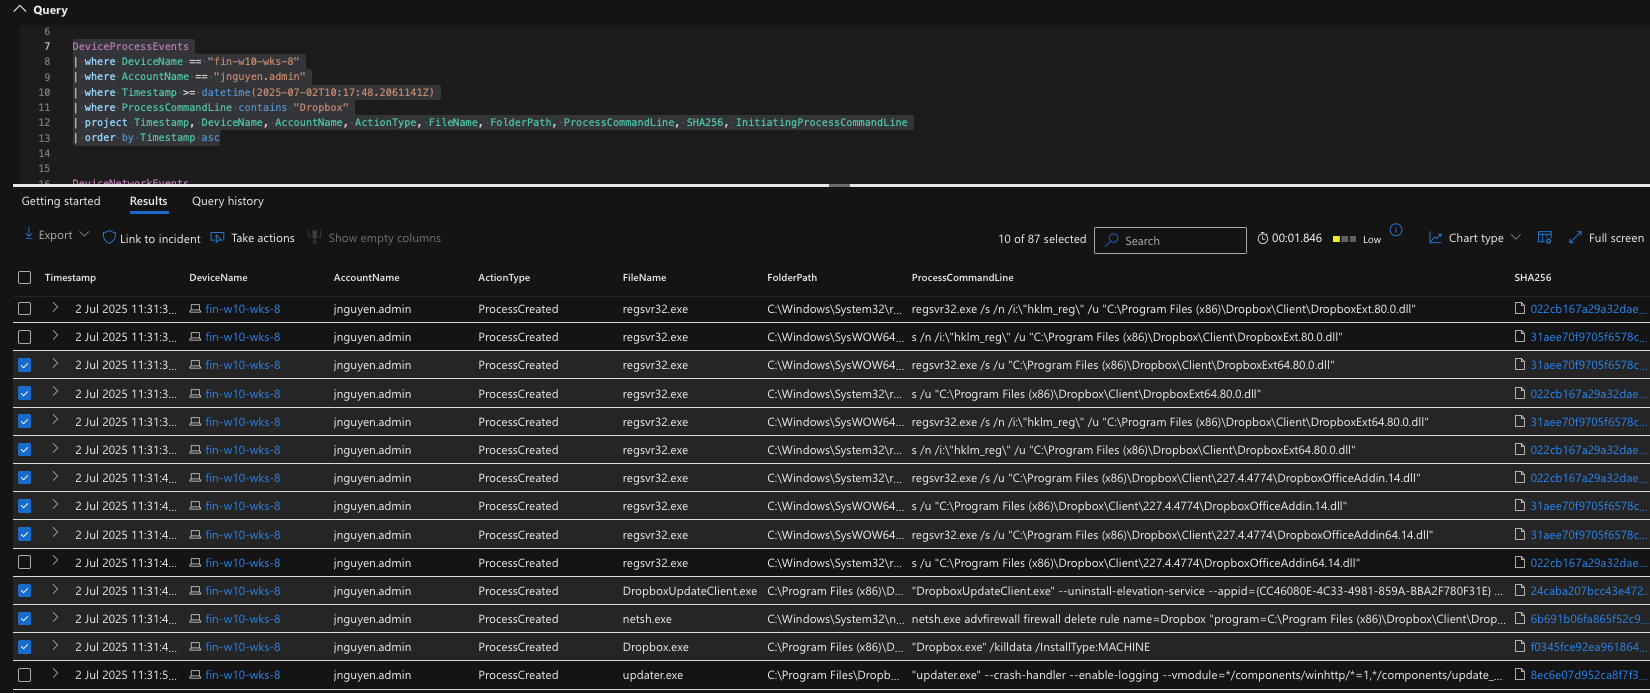 Query
6
7 DeviceProcessEvents
8 | where DeviceName == "fin-w10-wks-8"
9 | where AccountName == "jnguyen.admin"
10 | where Timestamp >= datetime(2025-07-02T10:17:48.2061141Z)
11 | where ProcessCommandLine contains "Dropbox"
12 | project Timestamp, DeviceName, AccountName, ActionType, FileName, FolderPath, ProcessCommandLine, SHA256, InitiatingProcessCommandLine
13 | order by Timestamp asc
14
15
16 DeviceNetworkEvents
Getting started Results Query history
Export Link to incident Take actions Show empty columns 10 of 87 selected Search 00:01.846 Low Chart type Full screen
Timestamp DeviceName AccountName ActionType FileName FolderPath ProcessCommandLine SHA256
2 Jul 2025 11:31:3... fin-w10-wks-8 jnguyen.admin ProcessCreated regsvr32.exe C:\Windows\System32\r... regsvr32.exe /s /n /i:\"hklm_reg\" /u "C:\Program Files (x86)\Dropbox\Client\DropboxExt.80.0.dll" 022cb167a29a32dae...
2 Jul 2025 11:31:3... fin-w10-wks-8 jnguyen.admin ProcessCreated regsvr32.exe C:\Windows\SysWOW64... s /n /i:\"hklm_reg\" /u "C:\Program Files (x86)\Dropbox\Client\DropboxExt.80.0.dll" 31aee70f9705f6578c...
2 Jul 2025 11:31:3... fin-w10-wks-8 jnguyen.admin ProcessCreated regsvr32.exe C:\Windows\SysWOW64... regsvr32.exe /s /u "C:\Program Files (x86)\Dropbox\Client\DropboxExt64.80.0.dll" 31aee70f9705f6578c...
2 Jul 2025 11:31:3... fin-w10-wks-8 jnguyen.admin ProcessCreated regsvr32.exe C:\Windows\System32\r... s /u "C:\Program Files (x86)\Dropbox\Client\DropboxExt64.80.0.dll" 022cb167a29a32dae...
2 Jul 2025 11:31:3... fin-w10-wks-8 jnguyen.admin ProcessCreated regsvr32.exe C:\Windows\SysWOW64... regsvr32.exe /s /n /i:\"hklm_reg\" /u "C:\Program Files (x86)\Dropbox\Client\DropboxExt64.80.0.dll" 31aee70f9705f6578c...
2 Jul 2025 11:31:3... fin-w10-wks-8 jnguyen.admin ProcessCreated regsvr32.exe C:\Windows\System32\r... s /n /i:\"hklm_reg\" /u "C:\Program Files (x86)\Dropbox\Client\DropboxExt64.80.0.dll" 022cb167a29a32dae...
2 Jul 2025 11:31:4... fin-w10-wks-8 jnguyen.admin ProcessCreated regsvr32.exe C:\Windows\System32\r... regsvr32.exe /s /u "C:\Program Files (x86)\Dropbox\Client\227.4.4774\DropboxOfficeAddin.14.dll" 022cb167a29a32dae...
2 Jul 2025 11:31:4... fin-w10-wks-8 jnguyen.admin ProcessCreated regsvr32.exe C:\Windows\SysWOW64... s /u "C:\Program Files (x86)\Dropbox\Client\227.4.4774\DropboxOfficeAddin.14.dll" 31aee70f9705f6578c...
2 Jul 2025 11:31:4... fin-w10-wks-8 jnguyen.admin ProcessCreated regsvr32.exe C:\Windows\SysWOW64... regsvr32.exe /s /u "C:\Program Files (x86)\Dropbox\Client\227.4.4774\DropboxOfficeAddin64.14.dll" 31aee70f9705f6578c...
2 Jul 2025 11:31:4... fin-w10-wks-8 jnguyen.admin ProcessCreated regsvr32.exe C:\Windows\System32\r... s /u "C:\Program Files (x86)\Dropbox\Client\227.4.4774\DropboxOfficeAddin64.14.dll" 022cb167a29a32dae...
2 Jul 2025 11:31:4... fin-w10-wks-8 jnguyen.admin ProcessCreated DropboxUpdateClient.exe C:\Program Files (x86)\D... "DropboxUpdateClient.exe" --uninstall-elevation-service --appid={CC46080E-4C33-4981-859A-BBA2F780F31E} ... 24caba207bcc43e472...
2 Jul 2025 11:31:4... fin-w10-wks-8 jnguyen.admin ProcessCreated netsh.exe C:\Windows\System32\n... netsh.exe advfirewall firewall delete rule name=Dropbox "program=C:\Program Files (x86)\Dropbox\Client\Drop... 6b691b06fa865f52c9...
2 Jul 2025 11:31:4... fin-w10-wks-8 jnguyen.admin ProcessCreated Dropbox.exe C:\Program Files (x86)\D... "Dropbox.exe" /killdata /InstallType:MACHINE f0345fce92ea961864...
2 Jul 2025 11:31:5... fin-w10-wks-8 jnguyen.admin ProcessCreated updater.exe C:\Program Files\Dropb... "updater.exe" --crash-handler --enable-logging --vmodule=*/components/winhttp/*=1,*/components/update_... 8ec6e07d952ca8f7f3...